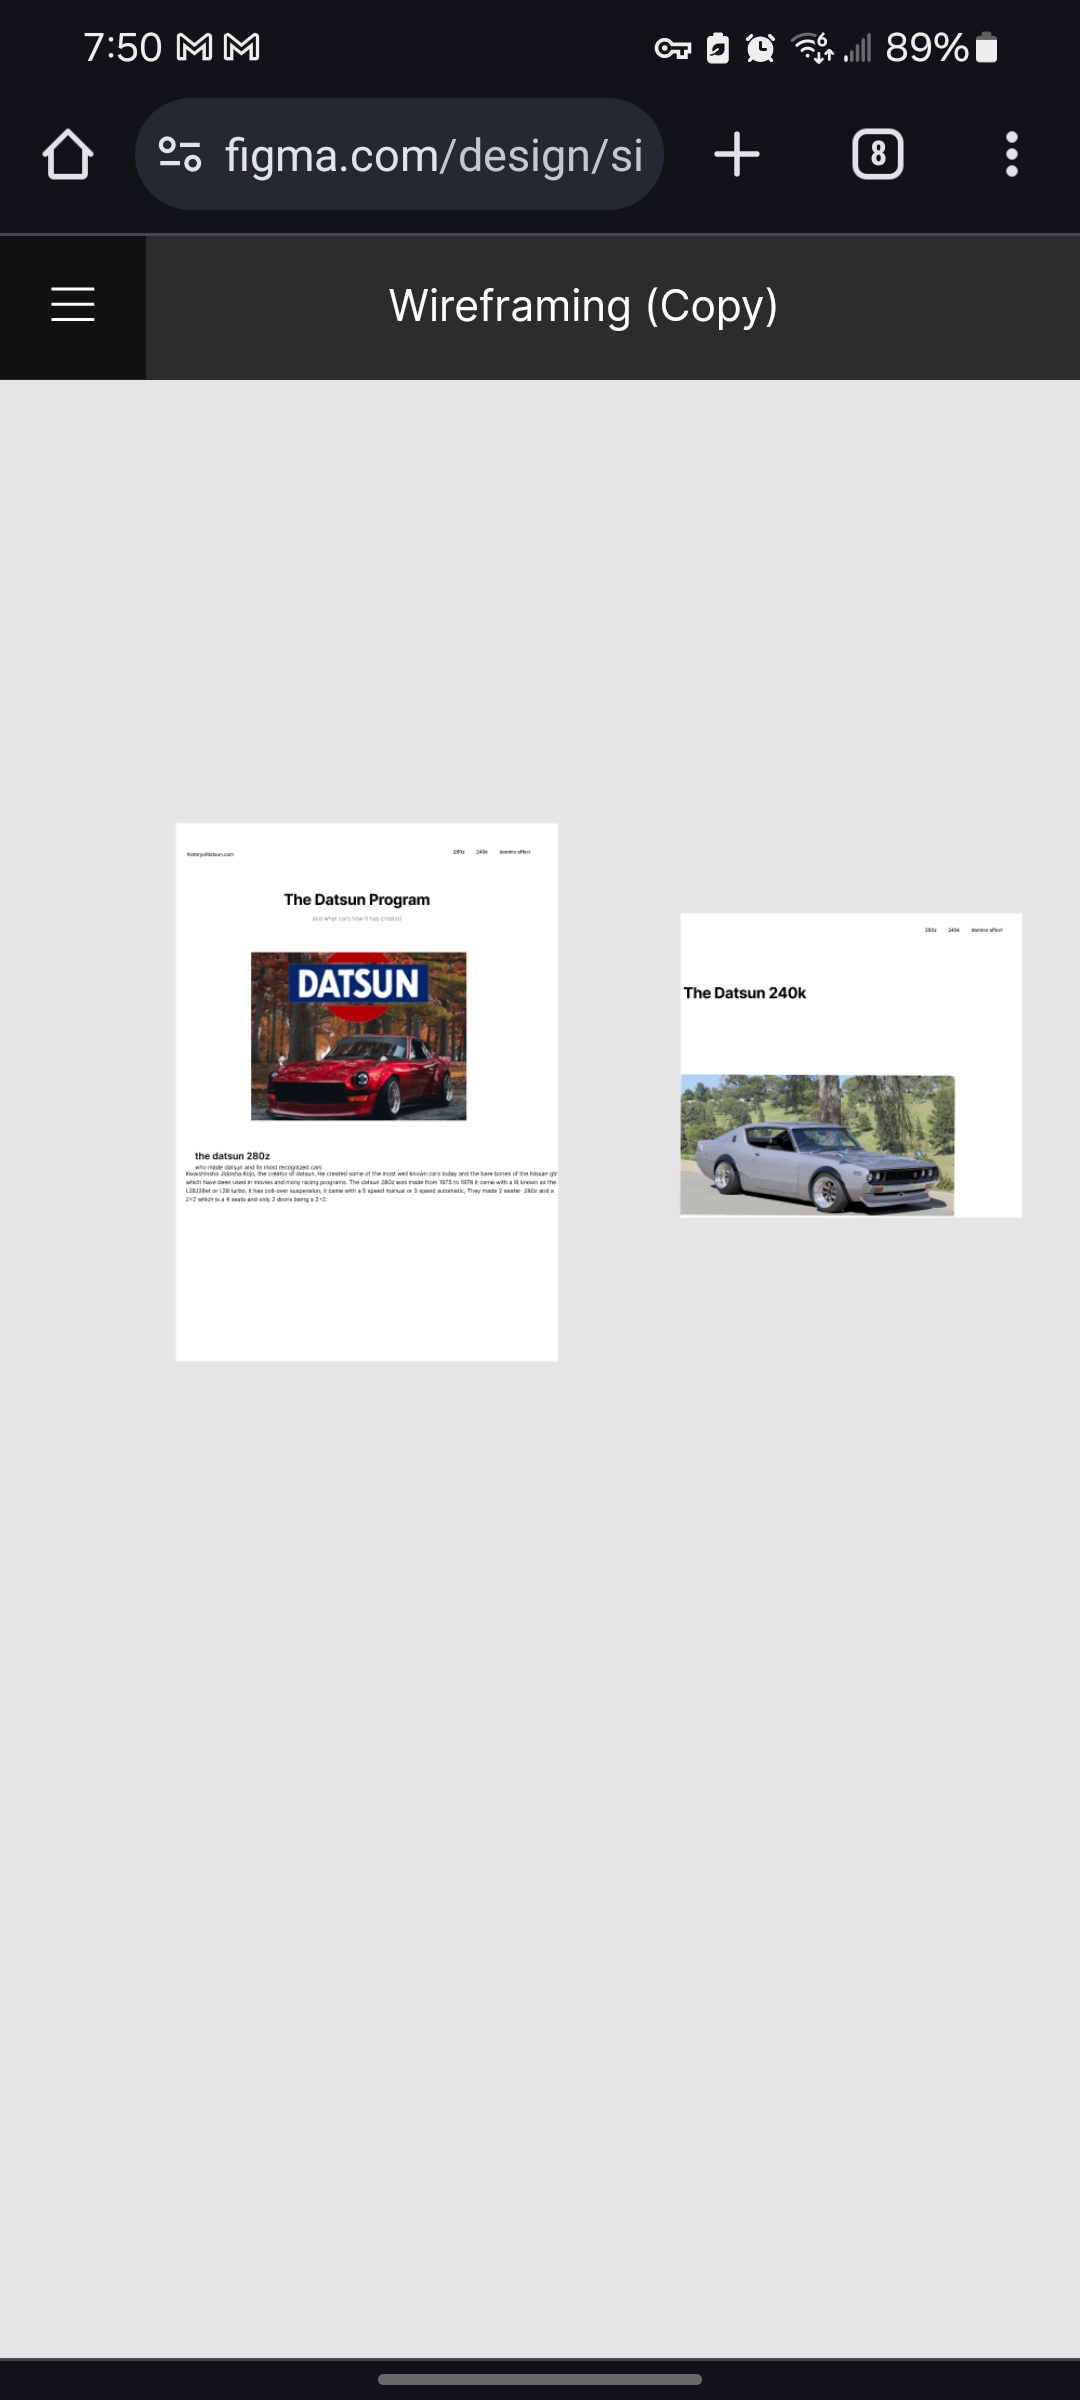 7:50
6
89%
figma.com/design/si
8
Wireframing (Copy)
historyofdatsun.com
280z 240k domino affect
The Datsun Program
and what cars now it has created
DATSUN
the datsun 280z
who made datsun and its most recognized cars
Kwaishinsha Jidosha Kojo, the creator of datsun, He created some of the most well known cars today and the bare bones of the Nissan gtr
which have been used in movies and many racing programs. The datsun 280z was made from 1975 to 1978 it came with a I6 known as the
L28,l28et or L28 turbo, it has coil-over suspension, it came with a 5 speed manual or 3 speed automatic, They made 2 seater 280z and a
2+2 which is a 4 seats and only 2 doors being a 2+2.
280z 240k domino affect
The Datsun 240k